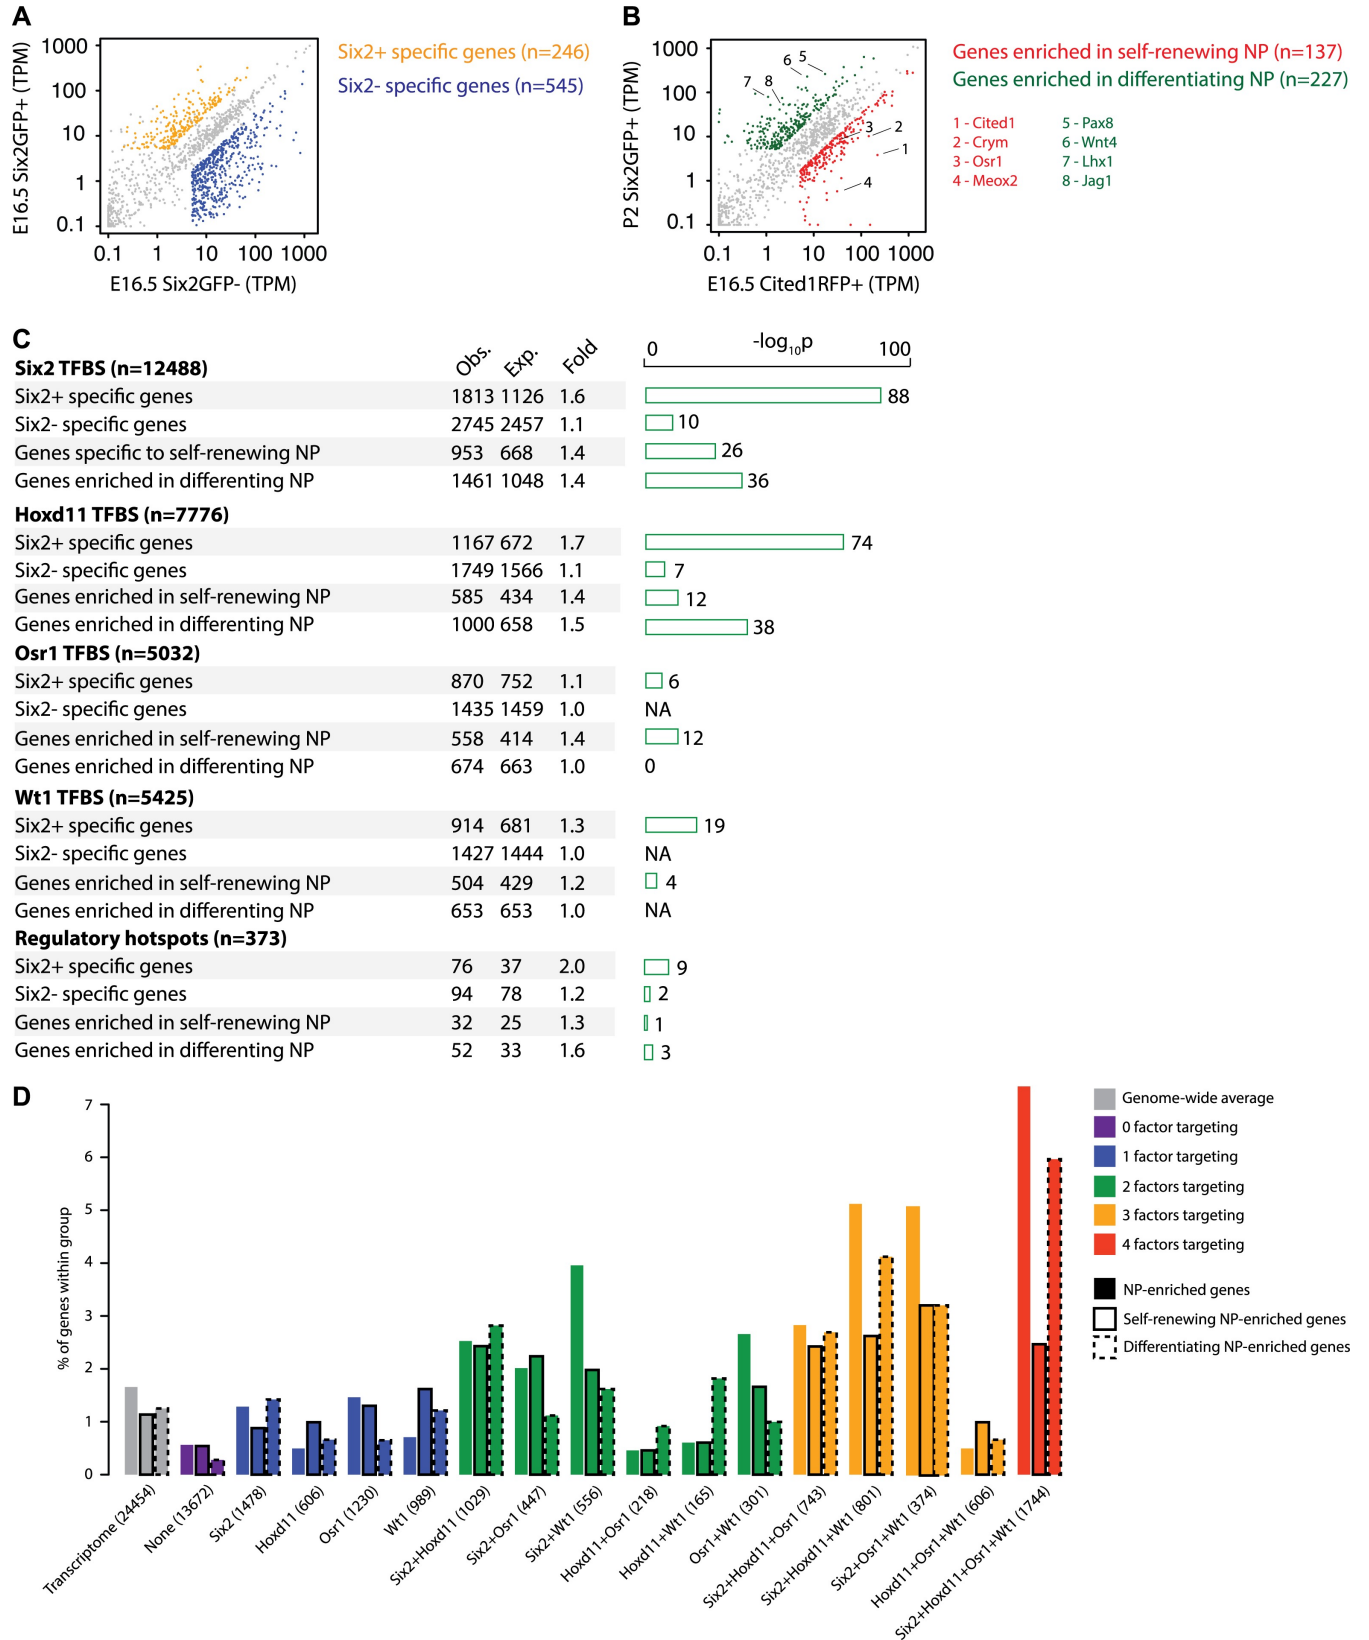 A
E16.5 Six2GFP+ (TPM)
1000
100
10
1
0.1
0.1 1 10 100 1000
E16.5 Six2GFP- (TPM)
Six2+ specific genes (n=246)
Six2- specific genes (n=545)
B
P2 Six2GFP+ (TPM)
1000
100
10
1
0.1
0.1 1 10 100 1000
E16.5 Cited1RFP+ (TPM)
5
6
7
8
3
2
1
4
Genes enriched in self-renewing NP (n=137)
Genes enriched in differentiating NP (n=227)
1 - Cited1 5 - Pax8
2 - Crym 6 - Wnt4
3 - Osr1 7 - Lhx1
4 - Meox2 8 - Jag1
C
Obs. Exp. Fold
0 -log10p 100
Six2 TFBS (n=12488)
Six2+ specific genes 1813 1126 1.6 88
Six2- specific genes 2745 2457 1.1 10
Genes specific to self-renewing NP 953 668 1.4 26
Genes enriched in differenting NP 1461 1048 1.4 36
Hoxd11 TFBS (n=7776)
Six2+ specific genes 1167 672 1.7 74
Six2- specific genes 1749 1566 1.1 7
Genes enriched in self-renewing NP 585 434 1.4 12
Genes enriched in differenting NP 1000 658 1.5 38
Osr1 TFBS (n=5032)
Six2+ specific genes 870 752 1.1 6
Six2- specific genes 1435 1459 1.0 NA
Genes enriched in self-renewing NP 558 414 1.4 12
Genes enriched in differenting NP 674 663 1.0 0
Wt1 TFBS (n=5425)
Six2+ specific genes 914 681 1.3 19
Six2- specific genes 1427 1444 1.0 NA
Genes enriched in self-renewing NP 504 429 1.2 4
Genes enriched in differenting NP 653 653 1.0 NA
Regulatory hotspots (n=373)
Six2+ specific genes 76 37 2.0 9
Six2- specific genes 94 78 1.2 2
Genes enriched in self-renewing NP 32 25 1.3 1
Genes enriched in differenting NP 52 33 1.6 3
D
% of genes within group
7
6
5
4
3
2
1
0
Transcriptome (24454)
None (13672)
Six2 (1478)
Hoxd11 (606)
Osr1 (1230)
Wt1 (989)
Six2+Hoxd11 (1029)
Six2+Osr1 (447)
Six2+Wt1 (556)
Hoxd11+Osr1 (218)
Hoxd11+Wt1 (165)
Osr1+Wt1 (301)
Six2+Hoxd11+Osr1 (743)
Six2+Hoxd11+Wt1 (801)
Six2+Osr1+Wt1 (374)
Hoxd11+Osr1+Wt1 (606)
Six2+Hoxd11+Osr1+Wt1 (1744)
Genome-wide average
0 factor targeting
1 factor targeting
2 factors targeting
3 factors targeting
4 factors targeting
NP-enriched genes
Self-renewing NP-enriched genes
Differentiating NP-enriched genes